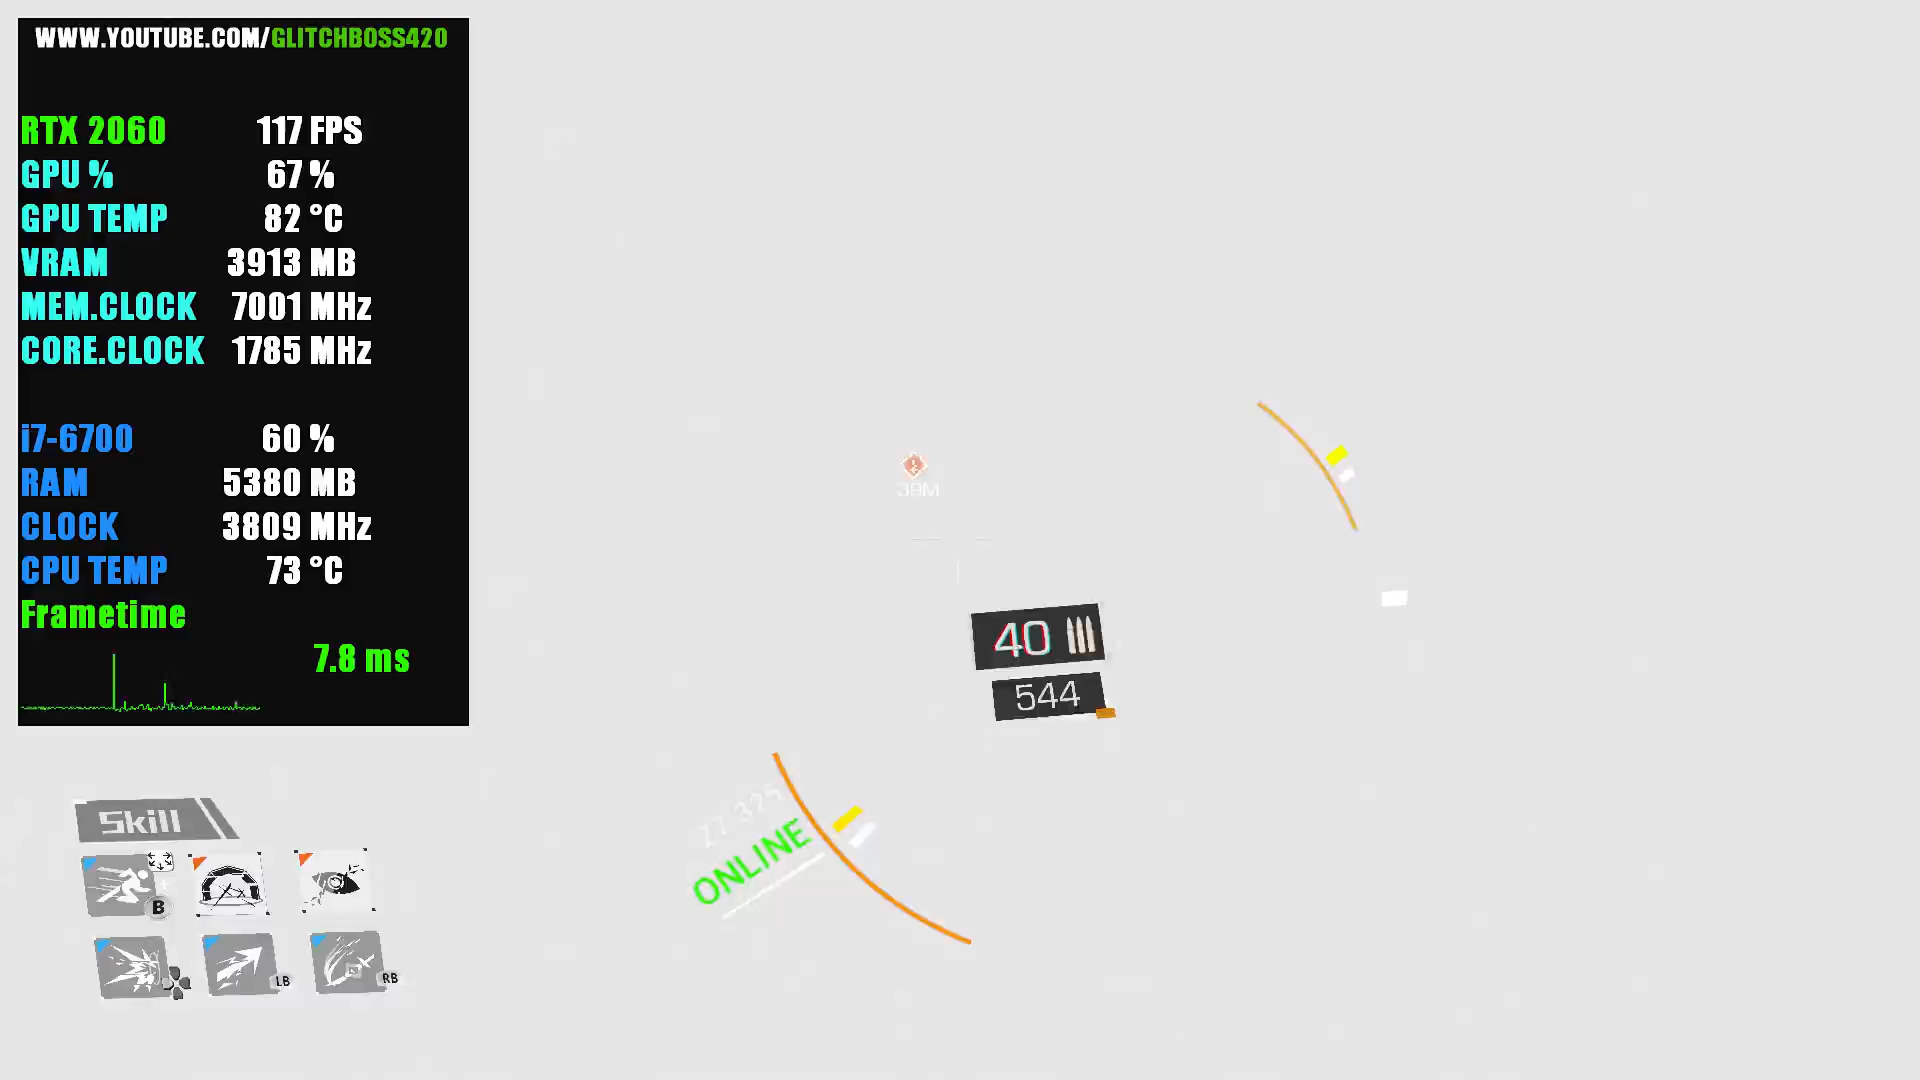 WWW.YOUTUBE.COM/GLITCHBOSS420
RTX 2060 117 FPS
GPU % 67 %
GPU TEMP 82 °C
VRAM 3913 MB
MEM.CLOCK 7001 MHz
CORE.CLOCK 1785 MHz
i7-6700 60 %
RAM 5380 MB
CLOCK 3809 MHz
CPU TEMP 73 °C
Frametime
7.8 ms
39M
40
544
ONLINE
Skill
B
LB
RB